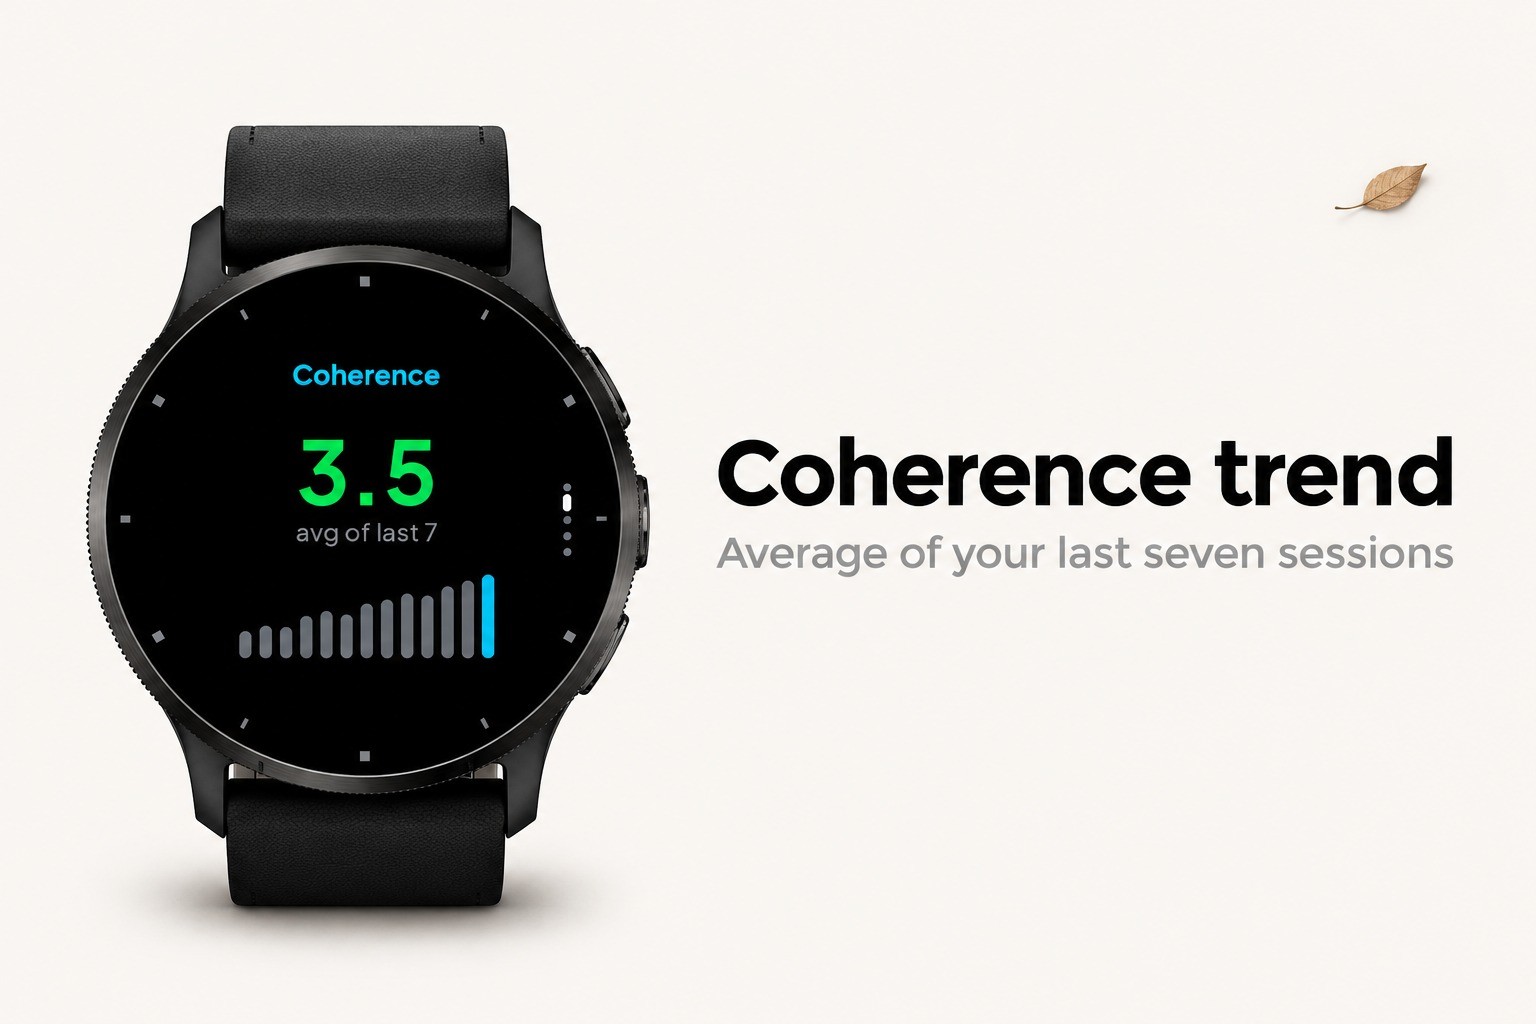 Coherence
3.5
avg of last 7
Coherence trend
Average of your last seven sessions